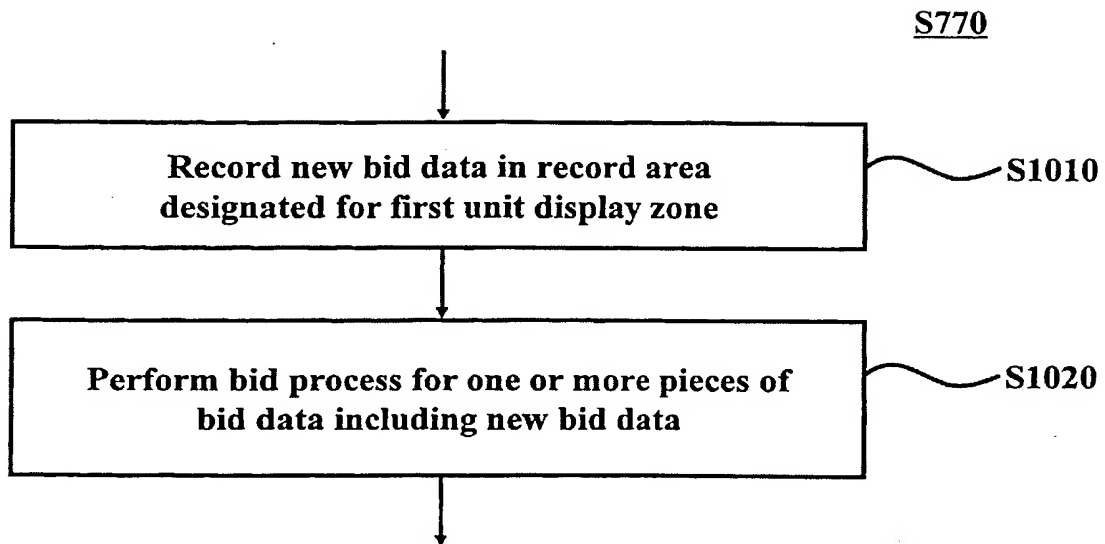 S770
Record new bid data in record area
designated for first unit display zone
S1010
Perform bid process for one or more pieces of
bid data including new bid data
S1020